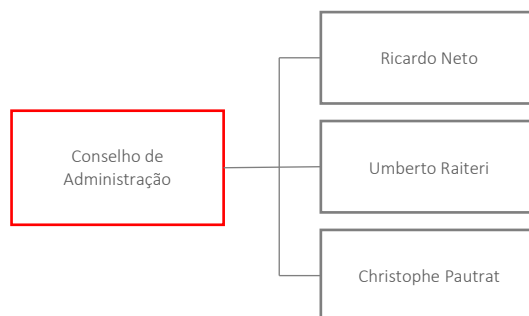 Conselho de
Administração
Ricardo Neto
Umberto Raiteri
Christophe Pautrat